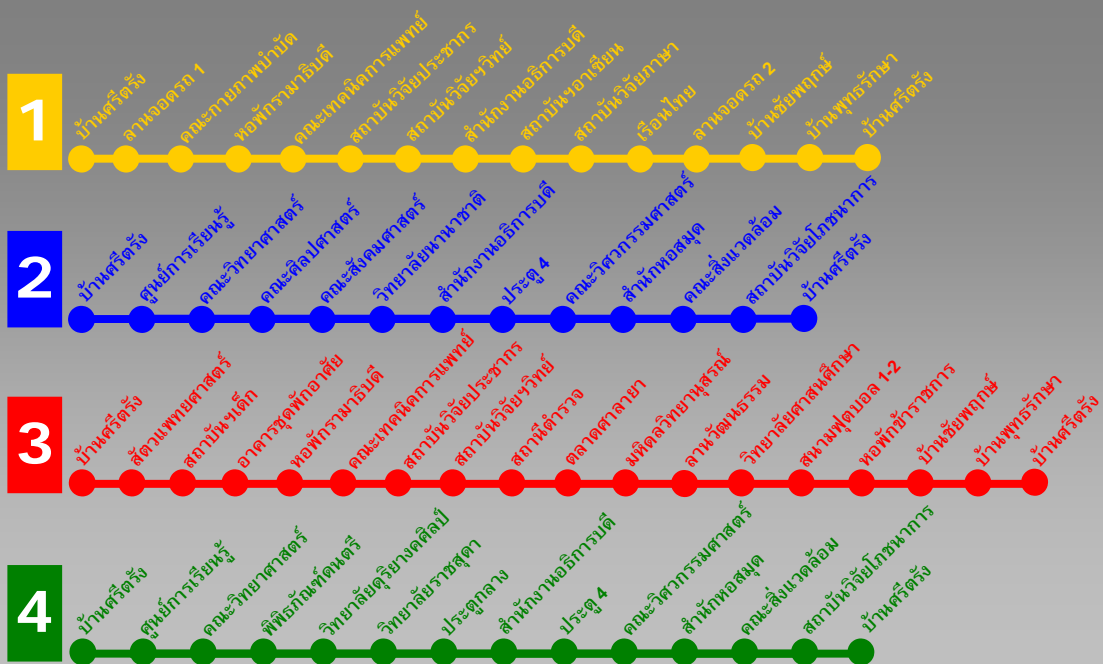 1
บ้านศรีตรัง
ลานจอดรถ 1
คณะกายภาพบำบัด
หอพักรามาธิบดี
คณะเทคนิคการแพทย์
สถาบันวิจัยประชากร
สถาบันวิจัยฯวิทย์
สำนักงานอธิการบดี
สถาบันฯอาเซียน
สถาบันวิจัยภาษา
เรือนไทย
ลานจอดรถ 2
บ้านชัยพฤกษ์
บ้านพุทธรักษา
บ้านศรีตรัง
2
บ้านศรีตรัง
ศูนย์การเรียนรู้
คณะวิทยาศาสตร์
คณะศิลปศาสตร์
คณะสังคมศาสตร์
วิทยาลัยนานาชาติ
สำนักงานอธิการบดี
ประตู 4
คณะวิศวกรรมศาสตร์
สำนักหอสมุด
คณะสิ่งแวดล้อม
สถาบันวิจัยโภชนาการ
บ้านศรีตรัง
3
บ้านศรีตรัง
สัตวแพทยศาสตร์
สถาบันฯเด็ก
อาคารชุดพักอาศัย
หอพักรามาธิบดี
คณะเทคนิคการแพทย์
สถาบันวิจัยประชากร
สถาบันวิจัยฯวิทย์
สถานีตำรวจ
ตลาดศาลายา
มหิดลวิทยานุสรณ์
ลานวัฒนธรรม
วิทยาลัยศาสนศึกษา
สนามฟุตบอล 1-2
หอพักข้าราชการ
บ้านชัยพฤกษ์
บ้านพุทธรักษา
บ้านศรีตรัง
4
บ้านศรีตรัง
ศูนย์การเรียนรู้
คณะวิทยาศาสตร์
พิพิธภัณฑ์ดนตรี
วิทยาลัยดุริยางคศิลป์
วิทยาลัยราชสุดา
ประตูกลาง
สำนักงานอธิการบดี
ประตู 4
คณะวิศวกรรมศาสตร์
สำนักหอสมุด
คณะสิ่งแวดล้อม
สถาบันวิจัยโภชนาการ
บ้านศรีตรัง